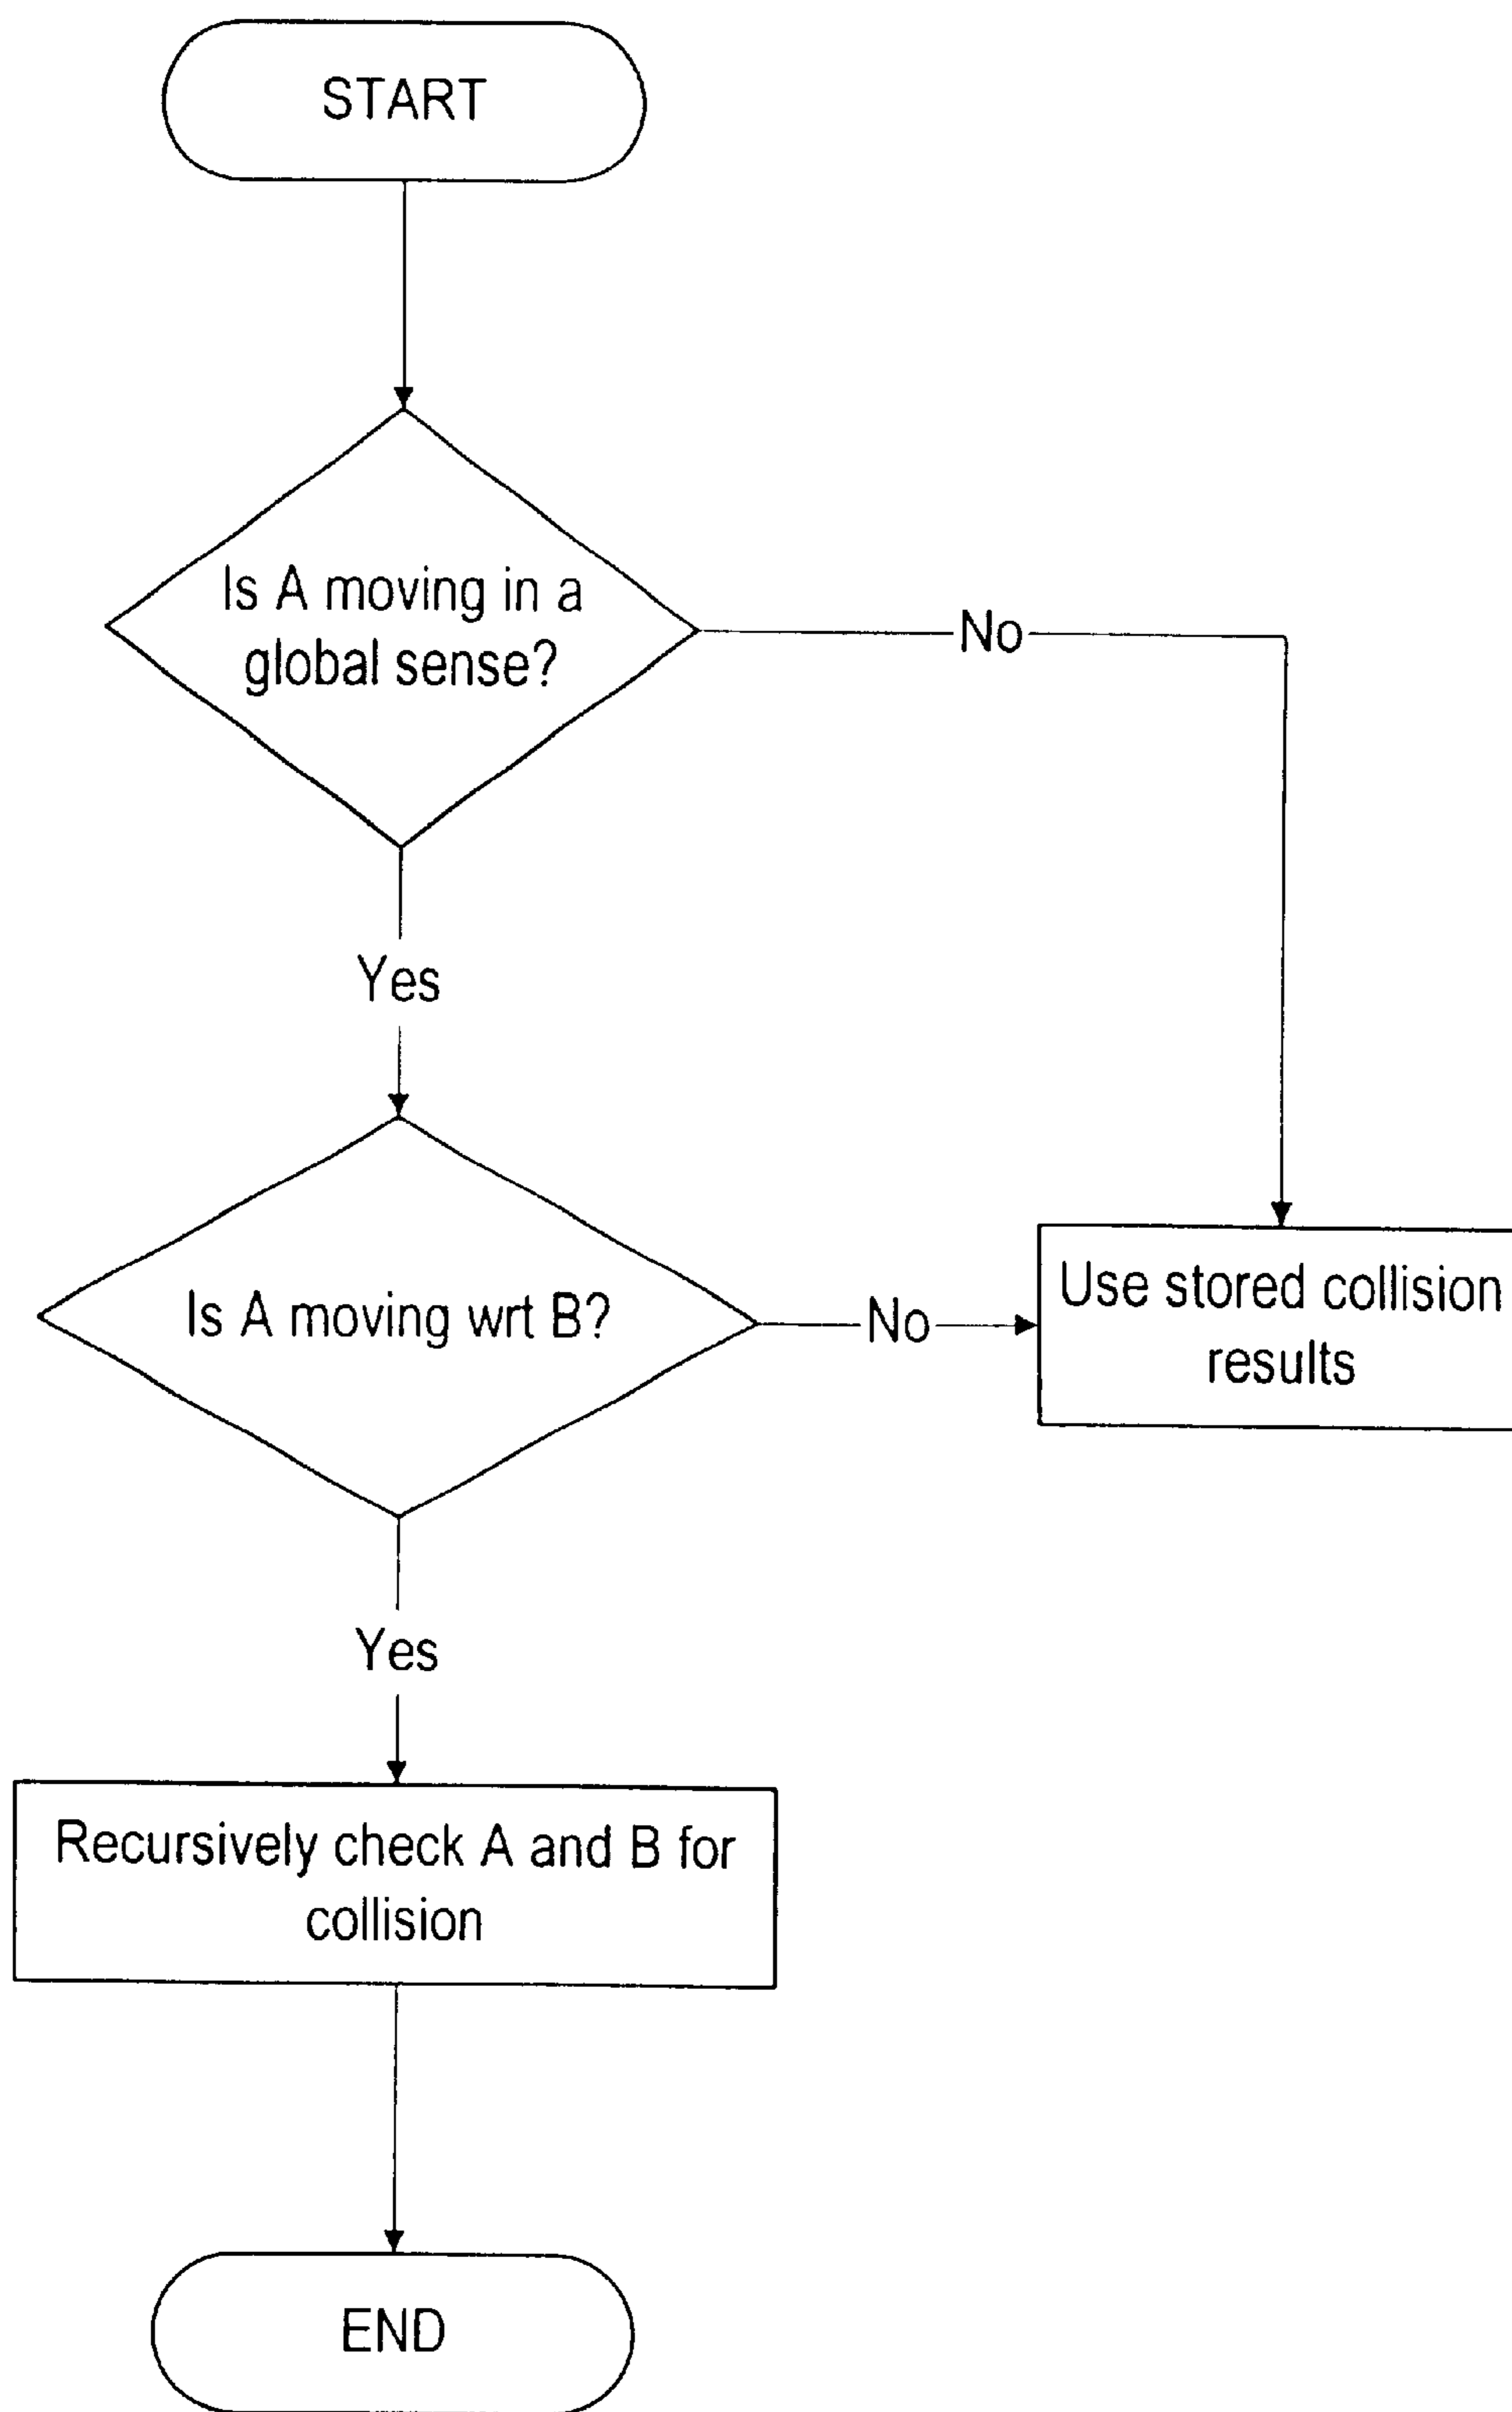 START
Is A moving in a
global sense?
No
Yes
Is A moving wrt B?
No
Use stored collision
results
Yes
Recursively check A and B for
collision
END